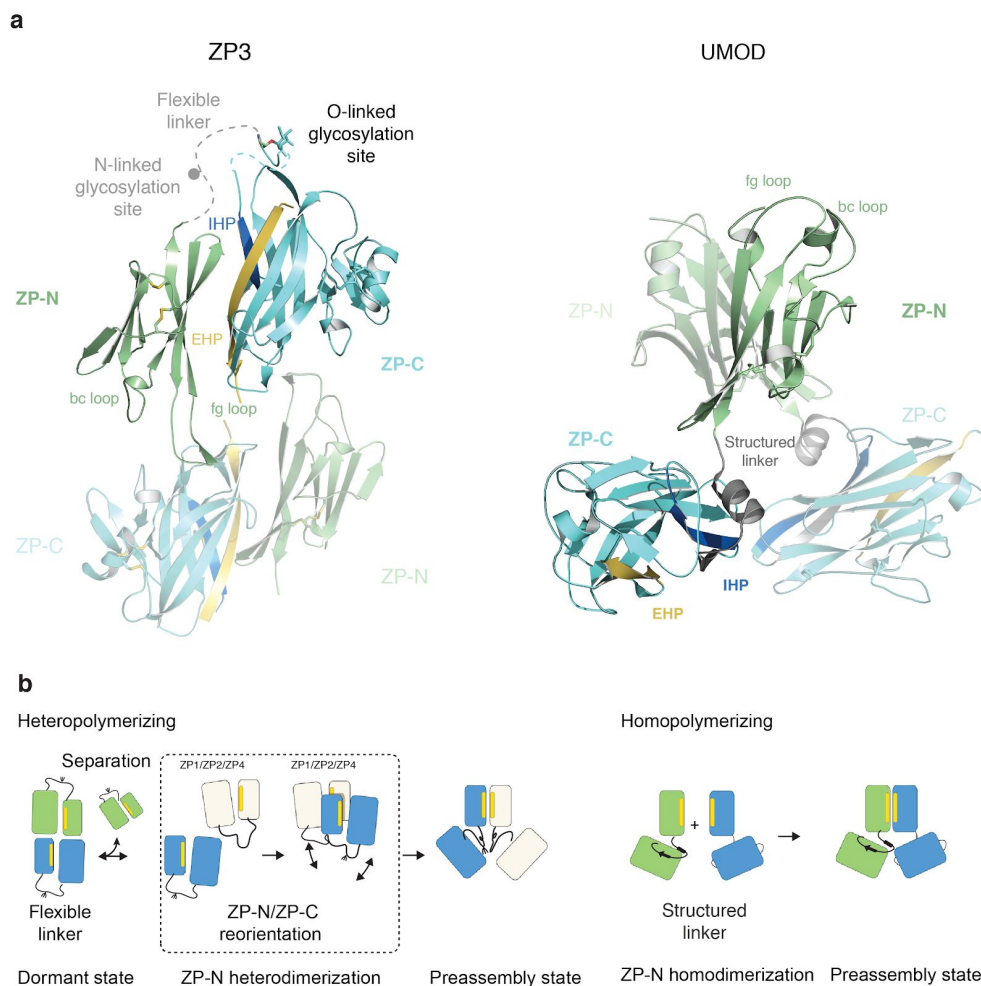 a
ZP3
UMOD
Flexible
linker
O-linked
glycosylation
site
N-linked
glycosylation
site
IHP
ZP-N
EHP
ZP-C
bc loop
fg loop
ZP-C
ZP-N
fg loop
bc loop
ZP-N
ZP-N
ZP-C
ZP-C
Structured
linker
IHP
EHP
b
Heteropolymerizing
Homopolymerizing
Separation
ZP1/ZP2/ZP4
ZP1/ZP2/ZP4
+
Flexible
linker
ZP-N/ZP-C
reorientation
Structured
linker
Dormant state
ZP-N heterodimerization
Preassembly state
ZP-N homodimerization
Preassembly state